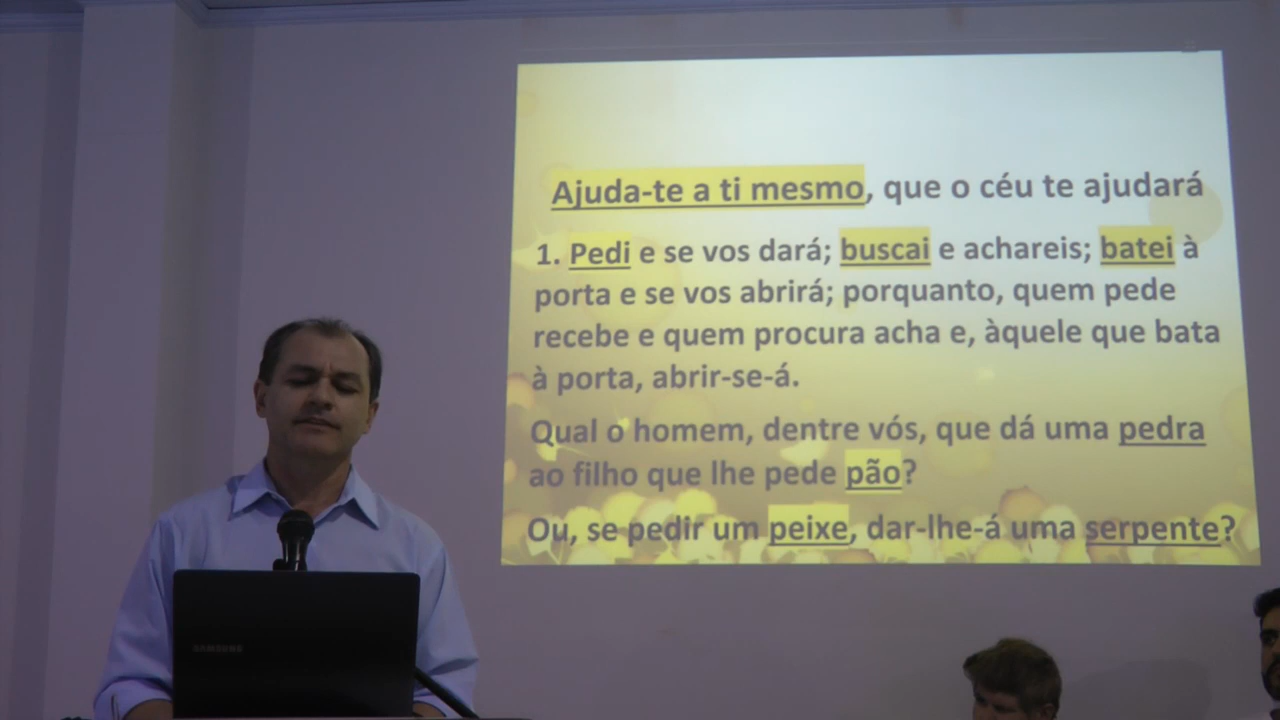 Ajuda-te a ti mesmo, que o céu te ajudará
1. Pedi e se vos dará; buscai e achareis; batei à
porta e se vos abrirá; porquanto, quem pede
recebe e quem procura acha e, àquele que bata
à porta, abrir-se-á.
Qual o homem, dentre vós, que dá uma pedra
ao filho que lhe pede pão?
Ou, se pedir um peixe, dar-lhe-á uma serpente?
SAMSUNG